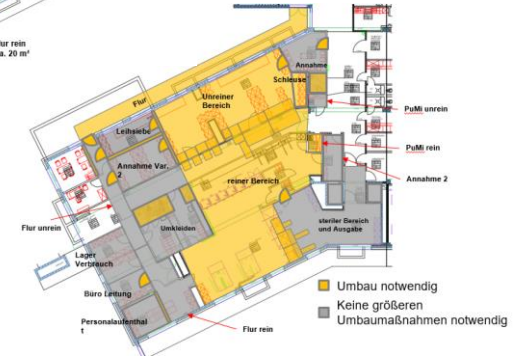 lur rein
a. 20 m²
Flur
Annahme
Schleuse
Unreiner
Bereich
Leihsiebe
PuMi unrein
Annahme Var.
2
PuMi rein
reiner Bereich
Annahme 2
Flur unrein
Umkleiden
steriler Bereich
und Ausgabe
Lager
Verbrauch
Büro Leitung
Umbau notwendig
Keine größeren
Umbaumaßnahmen notwendig
Personalaufenthal
t
Flur rein